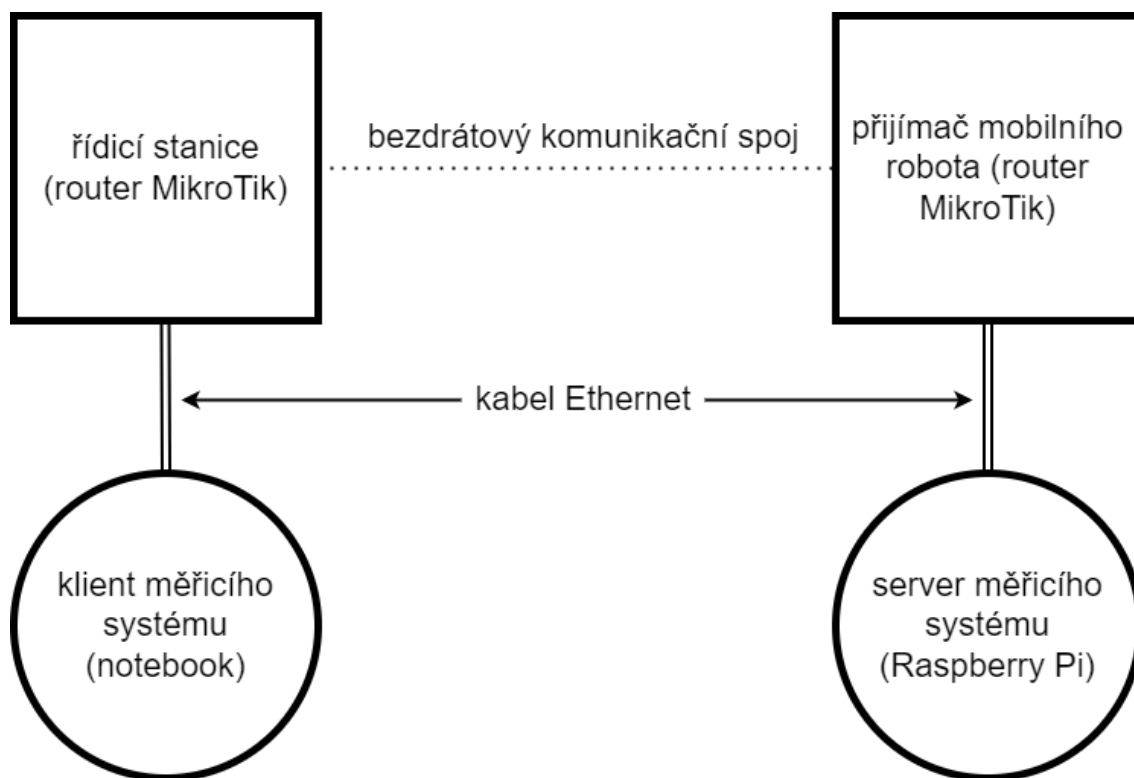 řídicí stanice
(router MikroTik)
bezdrátový komunikační spoj
přijímač mobilního
robota (router
MikroTik)
kabel Ethernet
klient měřicího
systému
(notebook)
server měřicího
systému
(Raspberry Pi)